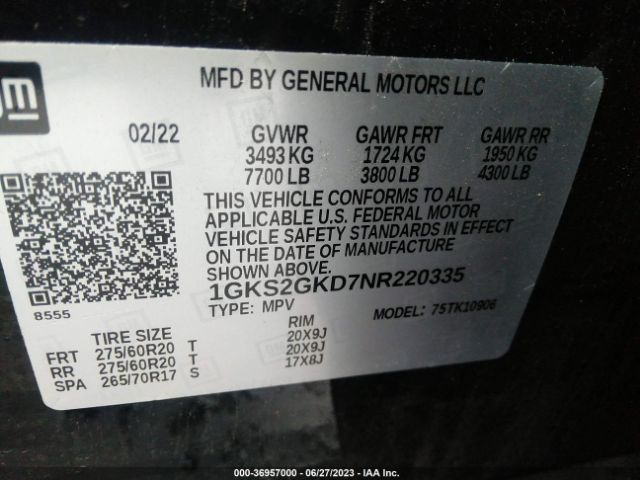 gm
MFD BY GENERAL MOTORS LLC
02/22 GVWR GAWR FRT GAWR RR
3493 KG 1724 KG 1950 KG
7700 LB 3800 LB 4300 LB
THIS VEHICLE CONFORMS TO ALL
APPLICABLE U.S. FEDERAL MOTOR
VEHICLE SAFETY STANDARDS IN EFFECT
ON THE DATE OF MANUFACTURE
SHOWN ABOVE
1GKS2GKD7NR220335
8555
TYPE: MPV MODEL: 75TK10906
TIRE SIZE RIM
FRT 275/60R20 T 20X9J
RR 275/60R20 T 20X9J
SPA 265/70R17 S 17X8J
000-36957000 - 06/27/2023 - IAA Inc.